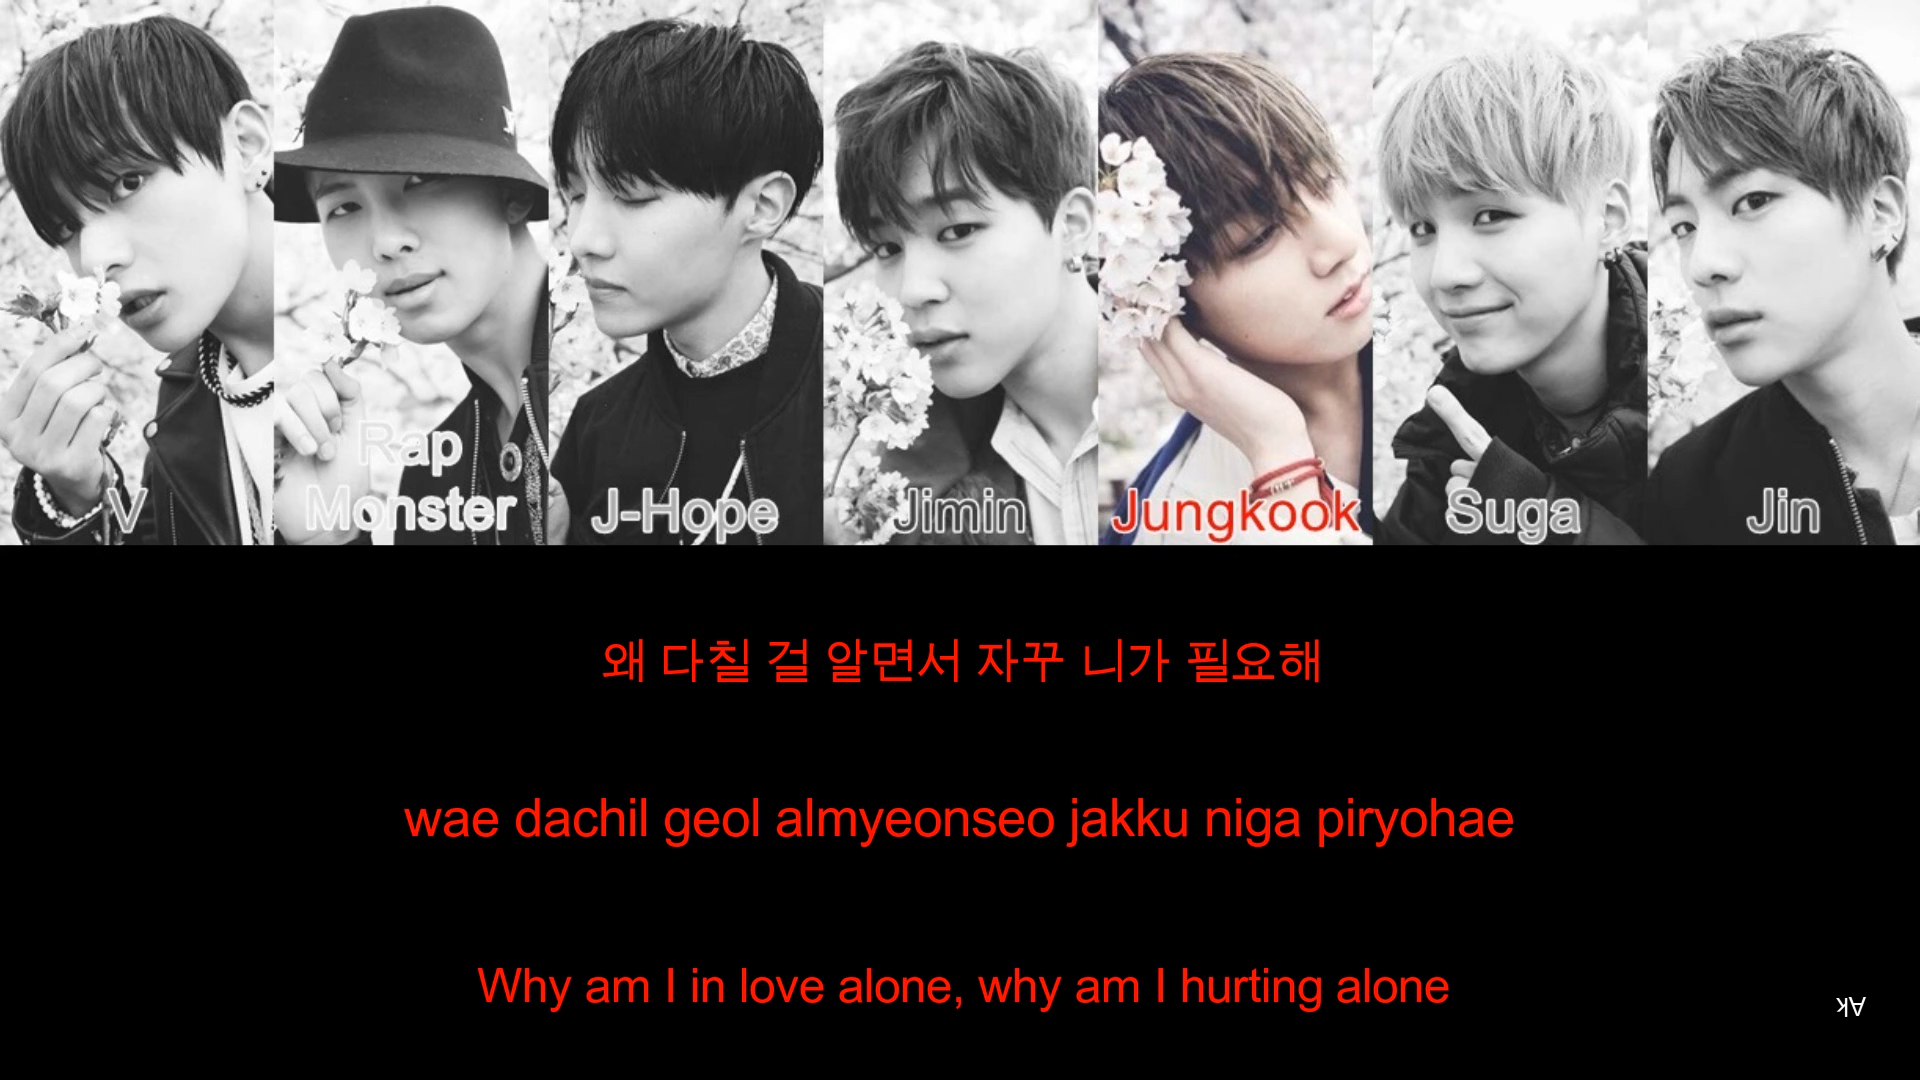 V
Rap
Monster
J-Hope
Jimin
Jungkook
Suga
Jin
왜 다칠 걸 알면서 자꾸 니가 필요해
wae dachil geol almyeonseo jakku niga piryohae
Why am I in love alone, why am I hurting alone
Ak